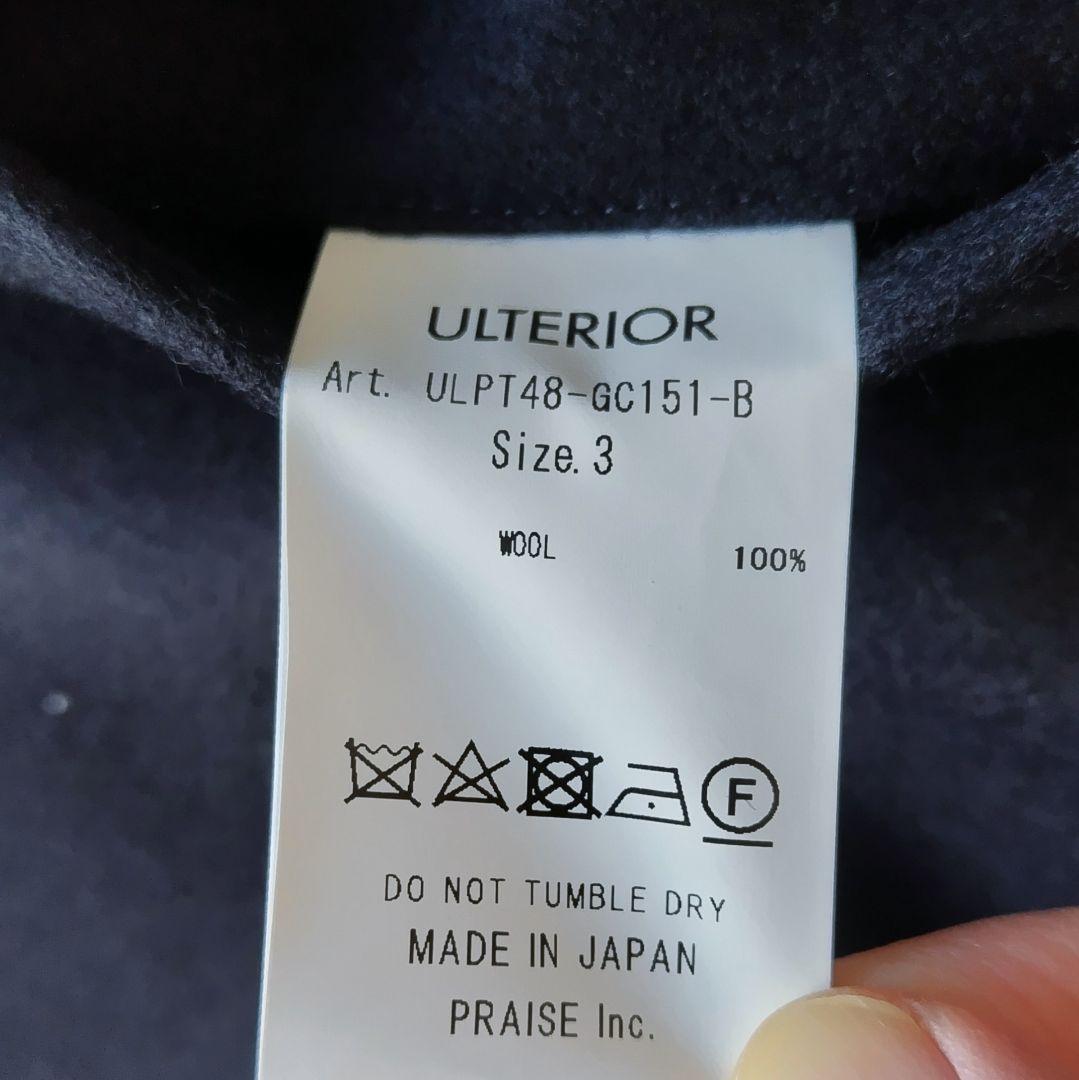 ULTERIOR
Art. ULPT48-GC151-B
Size. 3
WOOL 100%
F
DO NOT TUMBLE DRY
MADE IN JAPAN
PRAISE Inc.